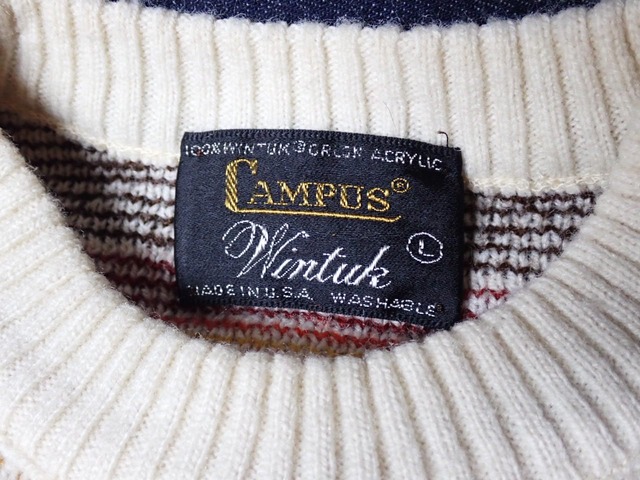 100% WINTUK® ORLON ACRYLIC
CAMPUS®
Wintuk Ⓛ
MADE IN U.S.A. WASHABLE